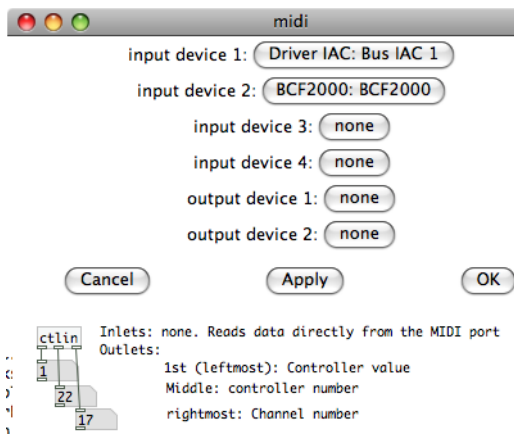 midi
input device 1: Driver IAC: Bus IAC 1
input device 2: BCF2000: BCF2000
input device 3: none
input device 4: none
output device 1: none
output device 2: none
Cancel Apply OK
ctlin
1
22
17
Inlets: none. Reads data directly from the MIDI port
Outlets:
1st (leftmost): Controller value
Middle: controller number
rightmost: Channel number